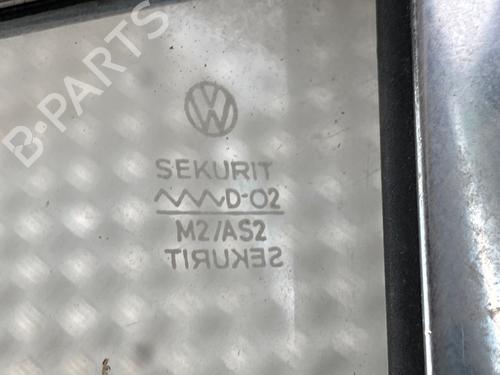 B-PARTS
SEKURIT
D-02
M2/AS2
SEKURIT